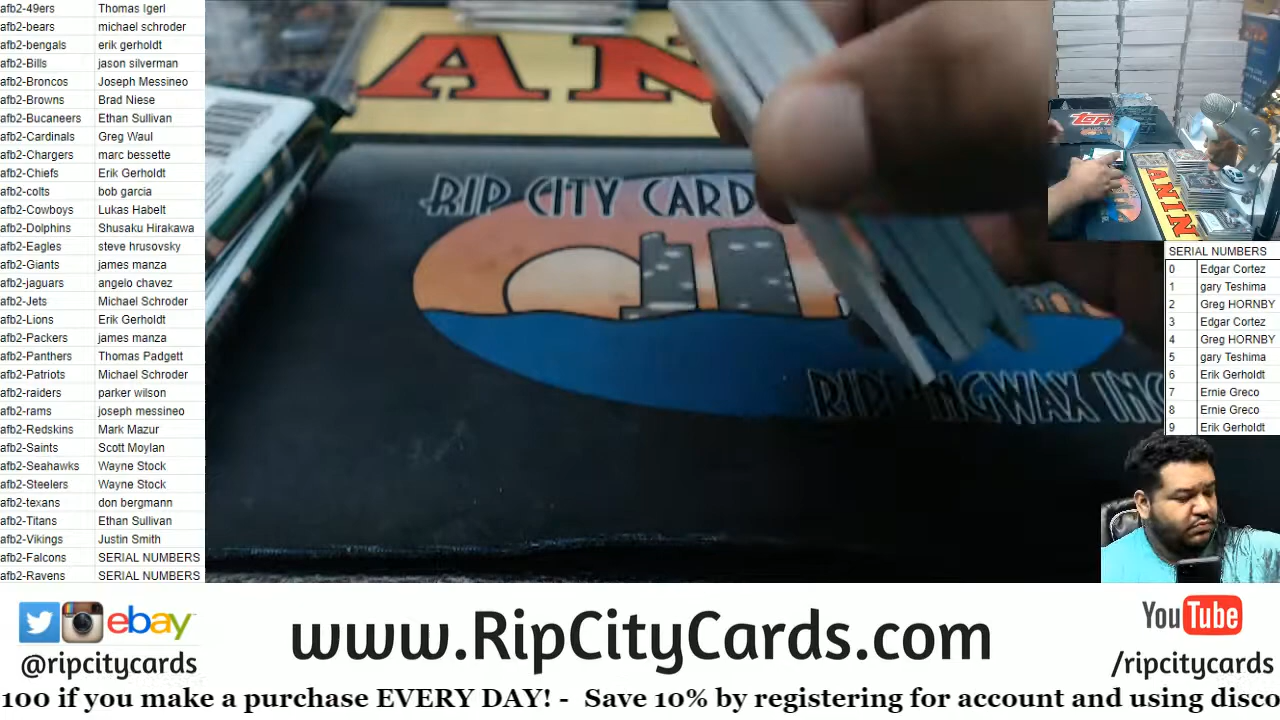 afb2-49ers Thomas Igerl
afb2-bears michael schroder
afb2-bengals erik gerholdt
afb2-Bills jason silverman
afb2-Broncos Joseph Messineo
afb2-Browns Brad Niese
afb2-Bucaneers Ethan Sullivan
afb2-Cardinals Greg Waul
afb2-Chargers marc bessette
afb2-Chiefs Erik Gerholdt
afb2-colts bob garcia
afb2-Cowboys Lukas Habelt
afb2-Dolphins Shusaku Hirakawa
afb2-Eagles steve hrusovsky
afb2-Giants james manza
afb2-jaguars angelo chavez
afb2-Jets Michael Schroder
afb2-Lions Erik Gerholdt
afb2-Packers james manza
afb2-Panthers Thomas Padgett
afb2-Patriots Michael Schroder
afb2-raiders parker wilson
afb2-rams joseph messineo
afb2-Redskins Mark Mazur
afb2-Saints Scott Moylan
afb2-Seahawks Wayne Stock
afb2-Steelers Wayne Stock
afb2-texans don bergmann
afb2-Titans Ethan Sullivan
afb2-Vikings Justin Smith
afb2-Falcons SERIAL NUMBERS
afb2-Ravens SERIAL NUMBERS
ANIN
RIP CITY CARD
TOPPS
ANIN
SERIAL NUMBERS
0 Edgar Cortez
1 gary Teshima
2 Greg HORNBY
3 Edgar Cortez
4 Greg HORNBY
5 gary Teshima
6 Erik Gerholdt
7 Ernie Greco
8 Ernie Greco
9 Erik Gerholdt
ebay
@ripcitycards
www.RipCityCards.com
YouTube
/ripcitycards
100 if you make a purchase EVERY DAY! - Save 10% by registering for account and using disco